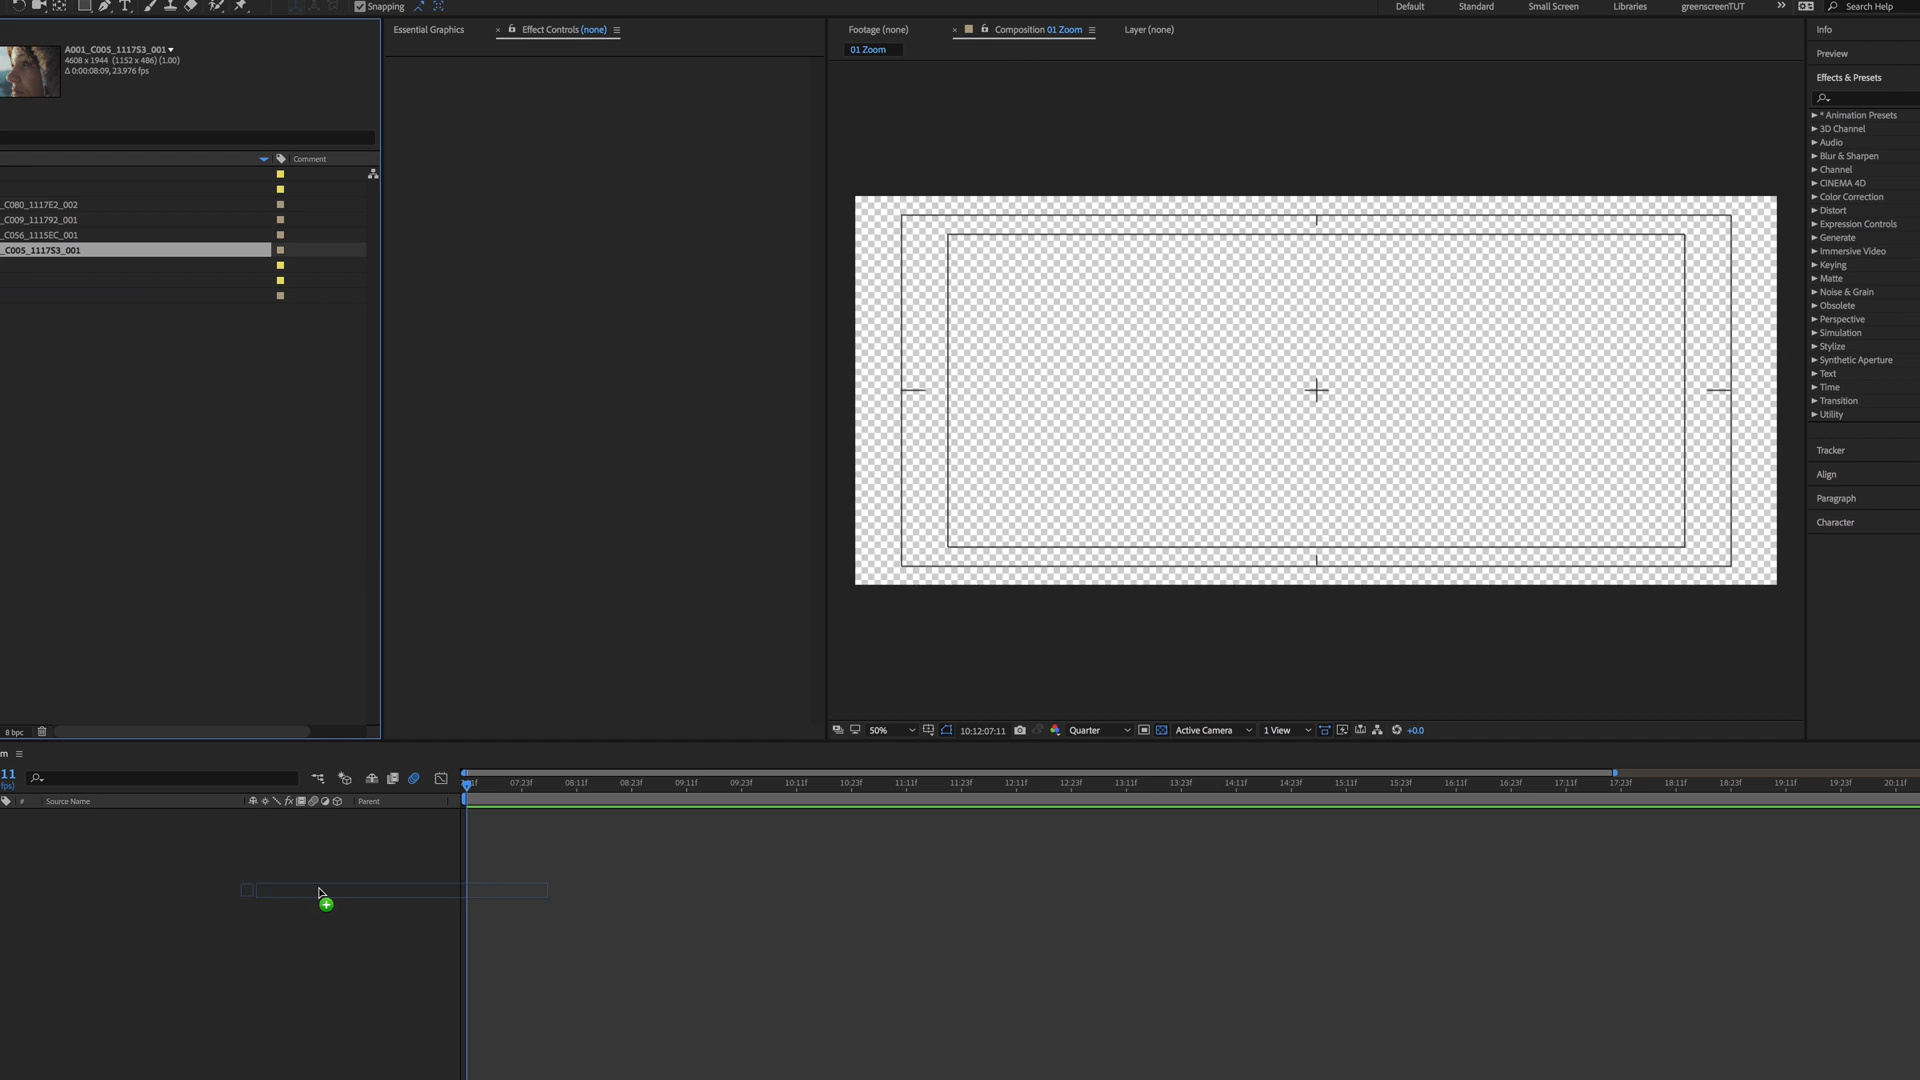 Snapping
Default
Standard
Small Screen
Libraries
greenscreenTUT
Search Help
A001_C005_1117S3_001
4608 x 1944 (1152 x 486) (1.00)
Δ 0:00:08:09, 23.976 fps
Essential Graphics
Effect Controls (none)
Footage (none)
Composition 01 Zoom
Layer (none)
01 Zoom
Info
Preview
Effects & Presets
* Animation Presets
3D Channel
Audio
Blur & Sharpen
Channel
CINEMA 4D
Color Correction
Distort
Expression Controls
Generate
Immersive Video
Keying
Matte
Noise & Grain
Obsolete
Perspective
Simulation
Stylize
Synthetic Aperture
Text
Time
Transition
Utility
Tracker
Align
Paragraph
Character
Comment
_C080_1117E2_002
_C009_111792_001
_C056_1115EC_001
_C005_1117S3_001
8 bpc
50%
10:12:07:11
Quarter
Active Camera
1 View
+0.0
m
11
fps)
# Source Name
Parent
07:23f 08:11f 08:23f 09:11f 09:23f 10:11f 10:23f 11:11f 11:23f 12:11f 12:23f 13:11f 13:23f 14:11f 14:23f 15:11f 15:23f 16:11f 16:23f 17:11f 17:23f 18:11f 18:23f 19:11f 19:23f 20:11f